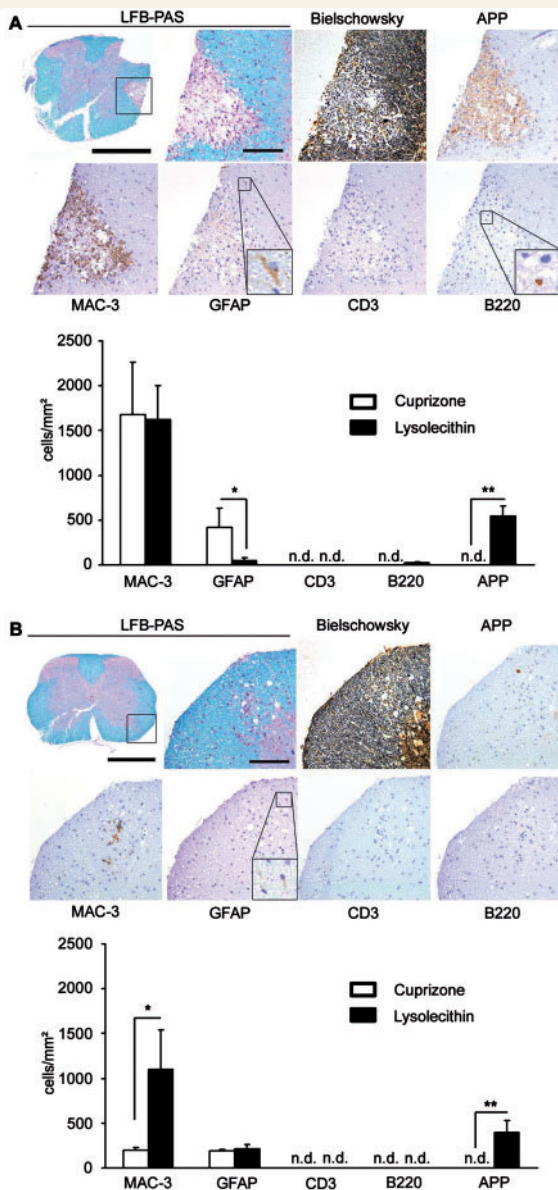 A
LFB-PAS Bielschowsky APP
MAC-3 GFAP CD3 B220
2500
2000
1500
1000
500
0
cells/mm²
Cuprizone
Lysolecithin
*
**
n.d. n.d. n.d. n.d.
MAC-3 GFAP CD3 B220 APP
B
LFB-PAS Bielschowsky APP
MAC-3 GFAP CD3 B220
2500
2000
1500
1000
500
0
cells/mm²
Cuprizone
Lysolecithin
*
**
n.d. n.d. n.d. n.d. n.d.
MAC-3 GFAP CD3 B220 APP